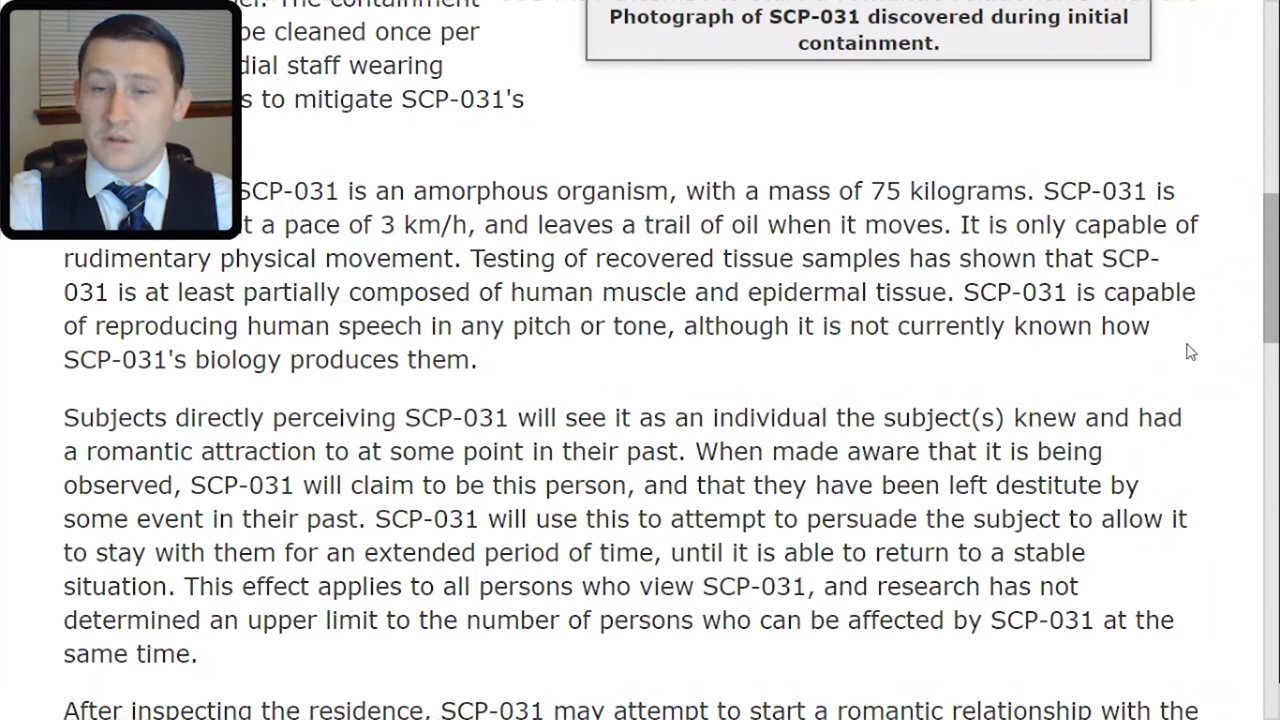 be cleaned once per
dial staff wearing
s to mitigate SCP-031's
Photograph of SCP-031 discovered during initial
containment.
SCP-031 is an amorphous organism, with a mass of 75 kilograms. SCP-031 is
t a pace of 3 km/h, and leaves a trail of oil when it moves. It is only capable of
rudimentary physical movement. Testing of recovered tissue samples has shown that SCP-
031 is at least partially composed of human muscle and epidermal tissue. SCP-031 is capable
of reproducing human speech in any pitch or tone, although it is not currently known how
SCP-031's biology produces them.
Subjects directly perceiving SCP-031 will see it as an individual the subject(s) knew and had
a romantic attraction to at some point in their past. When made aware that it is being
observed, SCP-031 will claim to be this person, and that they have been left destitute by
some event in their past. SCP-031 will use this to attempt to persuade the subject to allow it
to stay with them for an extended period of time, until it is able to return to a stable
situation. This effect applies to all persons who view SCP-031, and research has not
determined an upper limit to the number of persons who can be affected by SCP-031 at the
same time.
After inspecting the residence, SCP-031 may attempt to start a romantic relationship with the